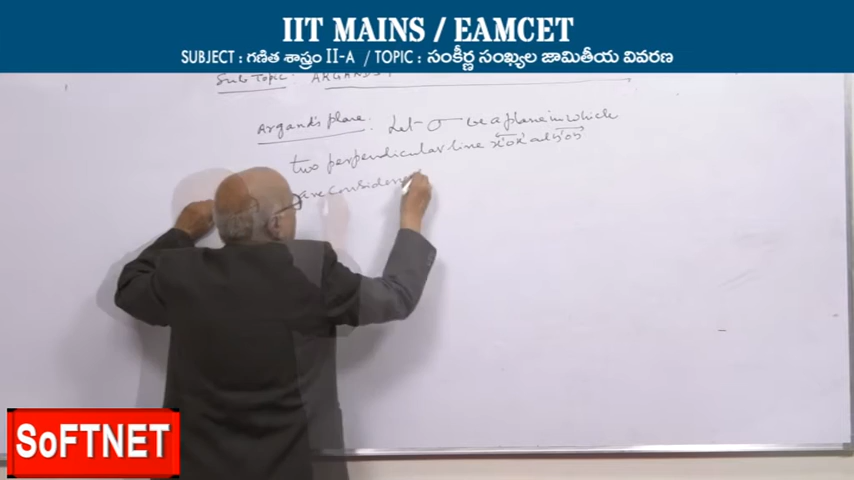 IIT MAINS / EAMCET
SUBJECT : గణిత శాస్త్రం II-A / TOPIC : సంకీర్ణ సంఖ్యల జామితీయ వివరణ
Sub Topic:
Argand's plane: Let σ be a plane in which
two perpendicular line x'ox ad y'oy
are considered
SoFTNET